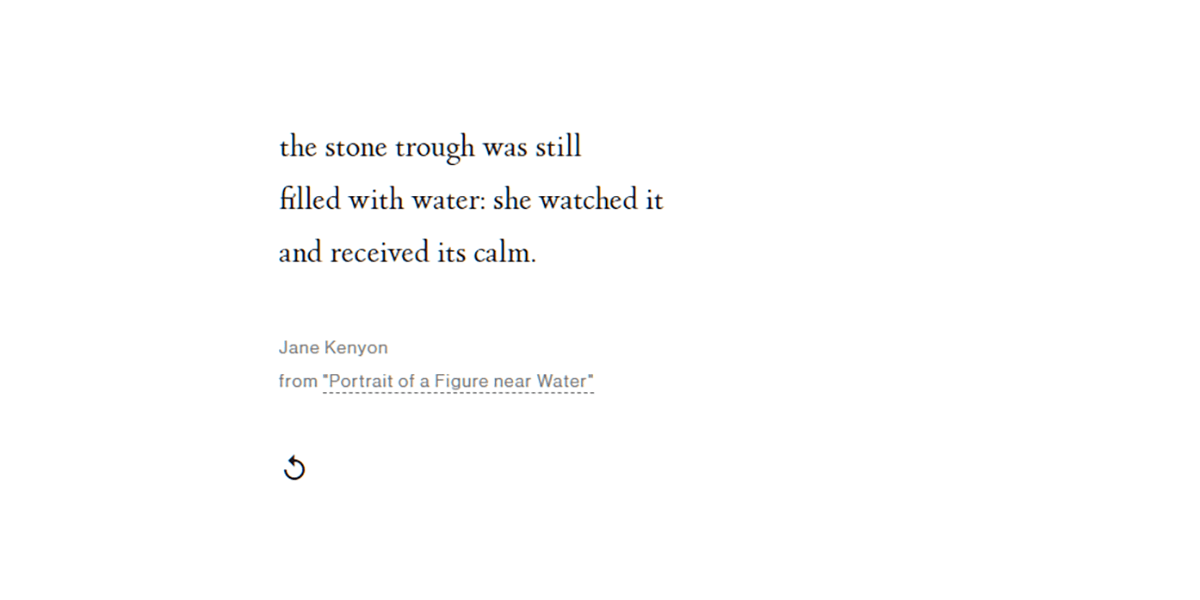 the stone trough was still
filled with water: she watched it
and received its calm.
Jane Kenyon
from "Portrait of a Figure near Water"